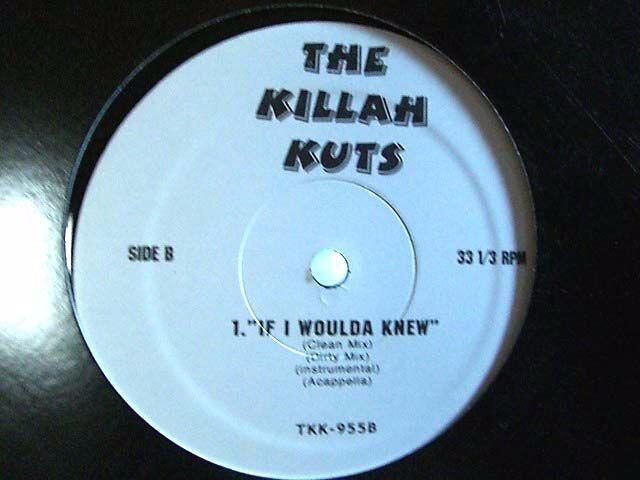 THE
KILLAH
KUTS
SIDE B
33 1/3 RPM
1."IF I WOULDA KNEW"
(Clean Mix)
(Dirty Mix)
(instrumental)
(Acappella)
TKK-955B